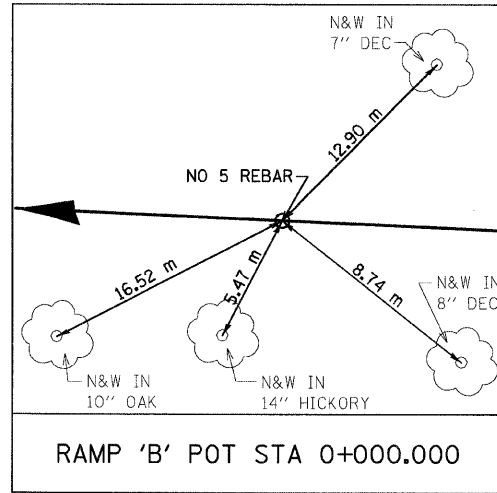 N&W IN
7" DEC
12.90 m
NO 5 REBAR
16.52 m
5.47 m
8.74 m
N&W IN
8" DEC
N&W IN
10" OAK
N&W IN
14" HICKORY
RAMP 'B' POT STA 0+000.000